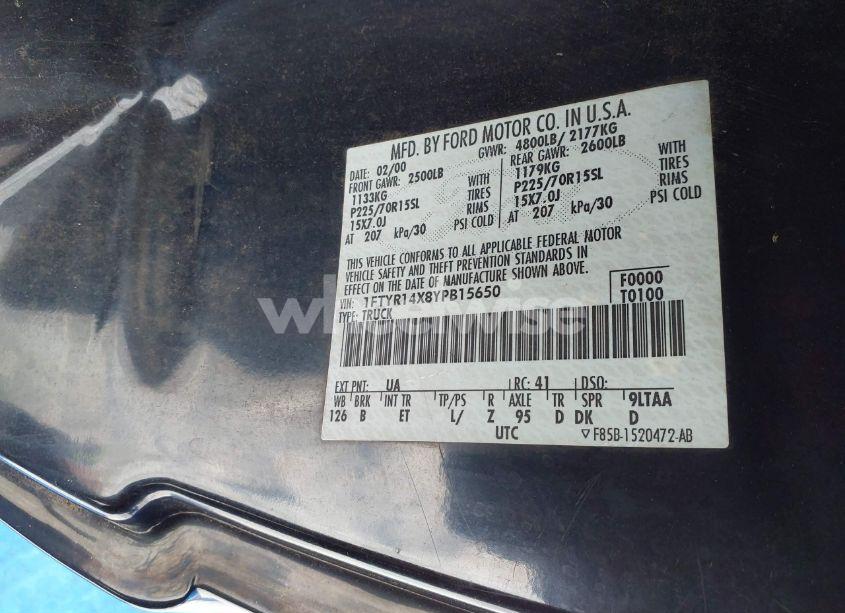 MFD. BY FORD MOTOR CO. IN U.S.A.
DATE: 02/00 GVWR: 4800LB/ 2177KG
FRONT GAWR: 2500LB REAR GAWR: 2600LB
1133KG WITH 1179KG WITH
P225/70R15SL TIRES P225/70R15SL TIRES
15X7.0J RIMS 15X7.0J RIMS
AT 207 kPa/30 PSI COLD AT 207 kPa/30 PSI COLD
THIS VEHICLE CONFORMS TO ALL APPLICABLE FEDERAL MOTOR
VEHICLE SAFETY AND THEFT PREVENTION STANDARDS IN
EFFECT ON THE DATE OF MANUFACTURE SHOWN ABOVE.
VIN: 1FTYR14X8YPB15650 F0000
TYPE: TRUCK T0100
wheelwise
EXT PNT: UA RC: 41 DSO:
WB BRK INT TR TP/PS R AXLE TR SPR 9LTAA
126 B ET L/ Z 95 D DK D
UTC ▽F85B-1520472-AB